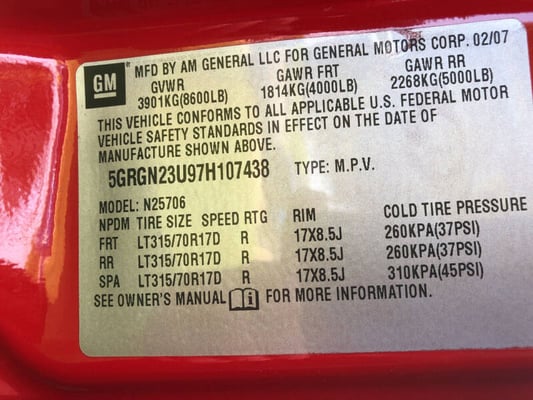 GM
MFD BY AM GENERAL LLC FOR GENERAL MOTORS CORP. 02/07
GVWR GAWR FRT GAWR RR
3901KG(8600LB) 1814KG(4000LB) 2268KG(5000LB)
THIS VEHICLE CONFORMS TO ALL APPLICABLE U.S. FEDERAL MOTOR
VEHICLE SAFETY STANDARDS IN EFFECT ON THE DATE OF
MANUFACTURE SHOWN ABOVE.
5GRGN23U97H107438 TYPE: M.P.V.
MODEL: N25706
NPDM TIRE SIZE SPEED RTG RIM COLD TIRE PRESSURE
FRT LT315/70R17D R 17X8.5J 260KPA(37PSI)
RR LT315/70R17D R 17X8.5J 260KPA(37PSI)
SPA LT315/70R17D R 17X8.5J 310KPA(45PSI)
SEE OWNER'S MANUAL i FOR MORE INFORMATION.